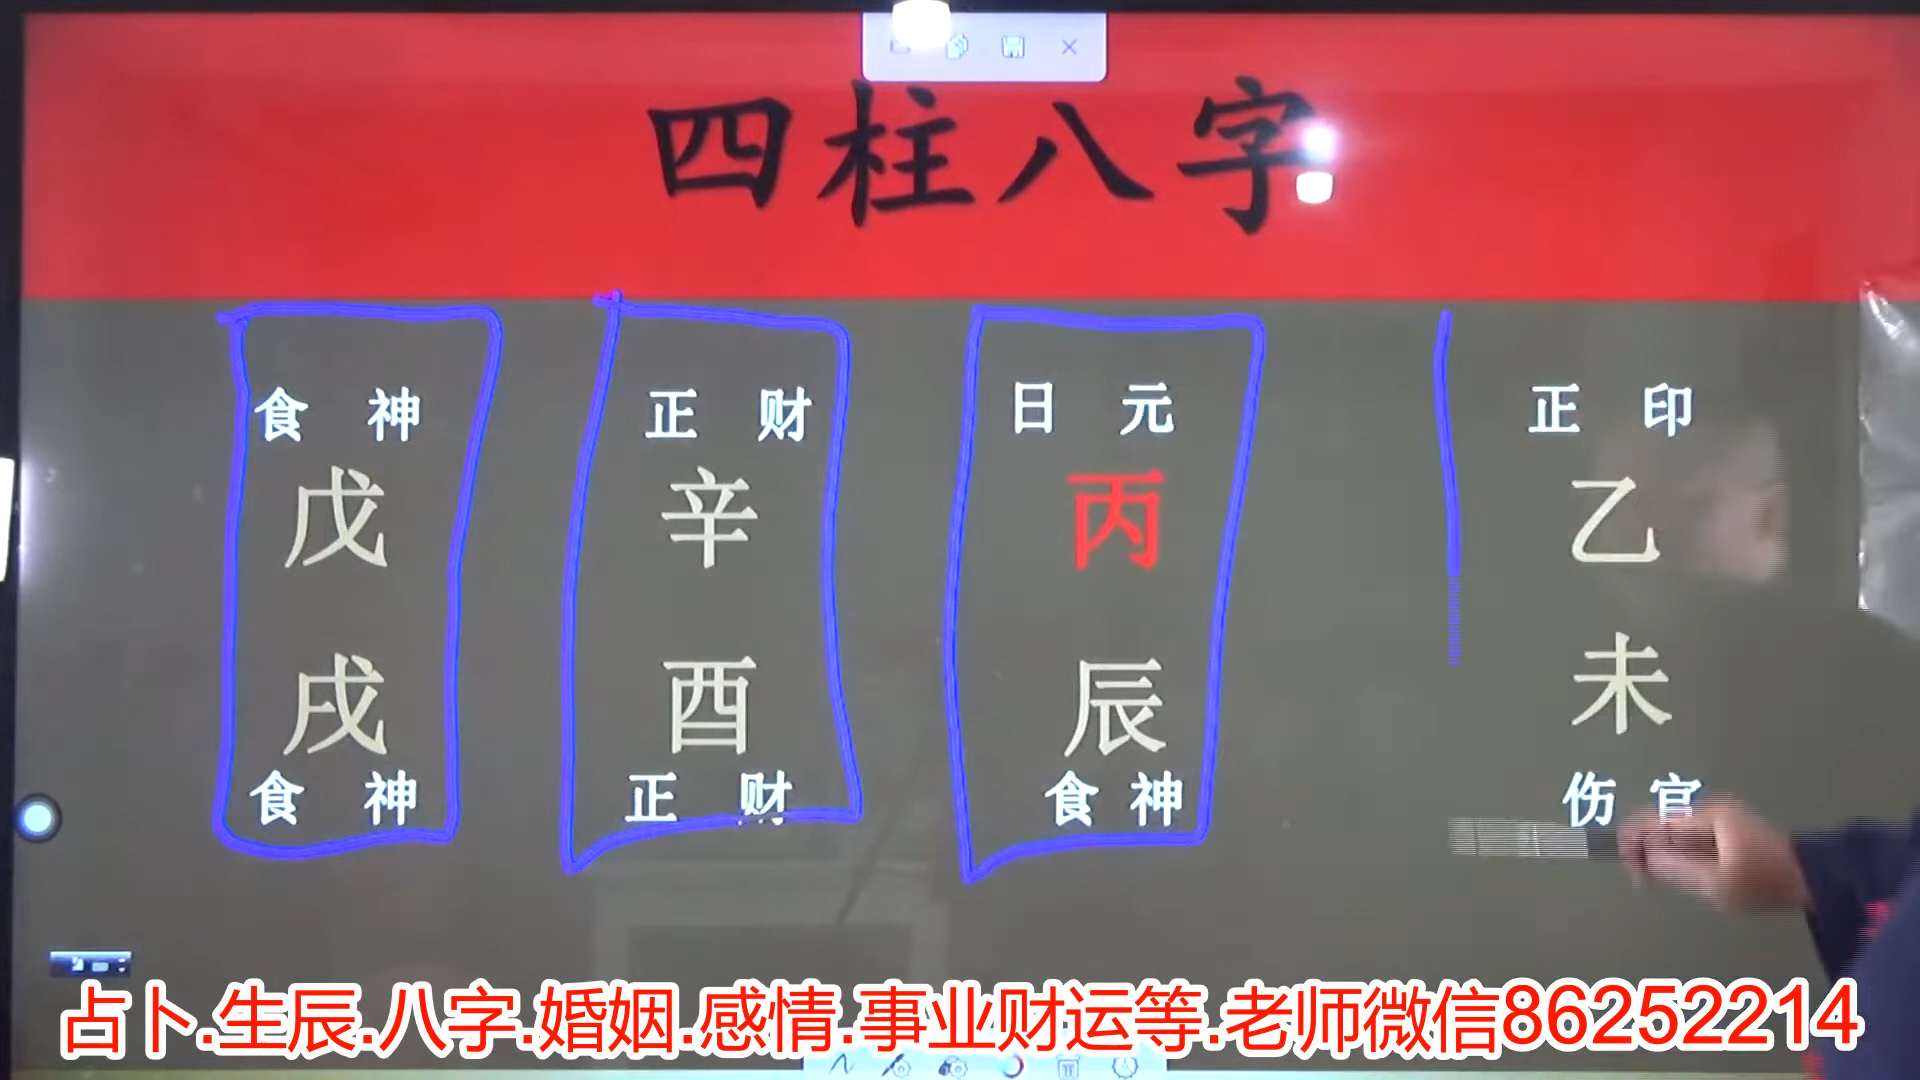 四柱八字
食神 正财 日元 正印
戊 辛 丙 乙
戌 酉 辰 未
食神 正财 食神 伤官
占卜.生辰.八字.婚姻.感情.事业财运等.老师微信86252214